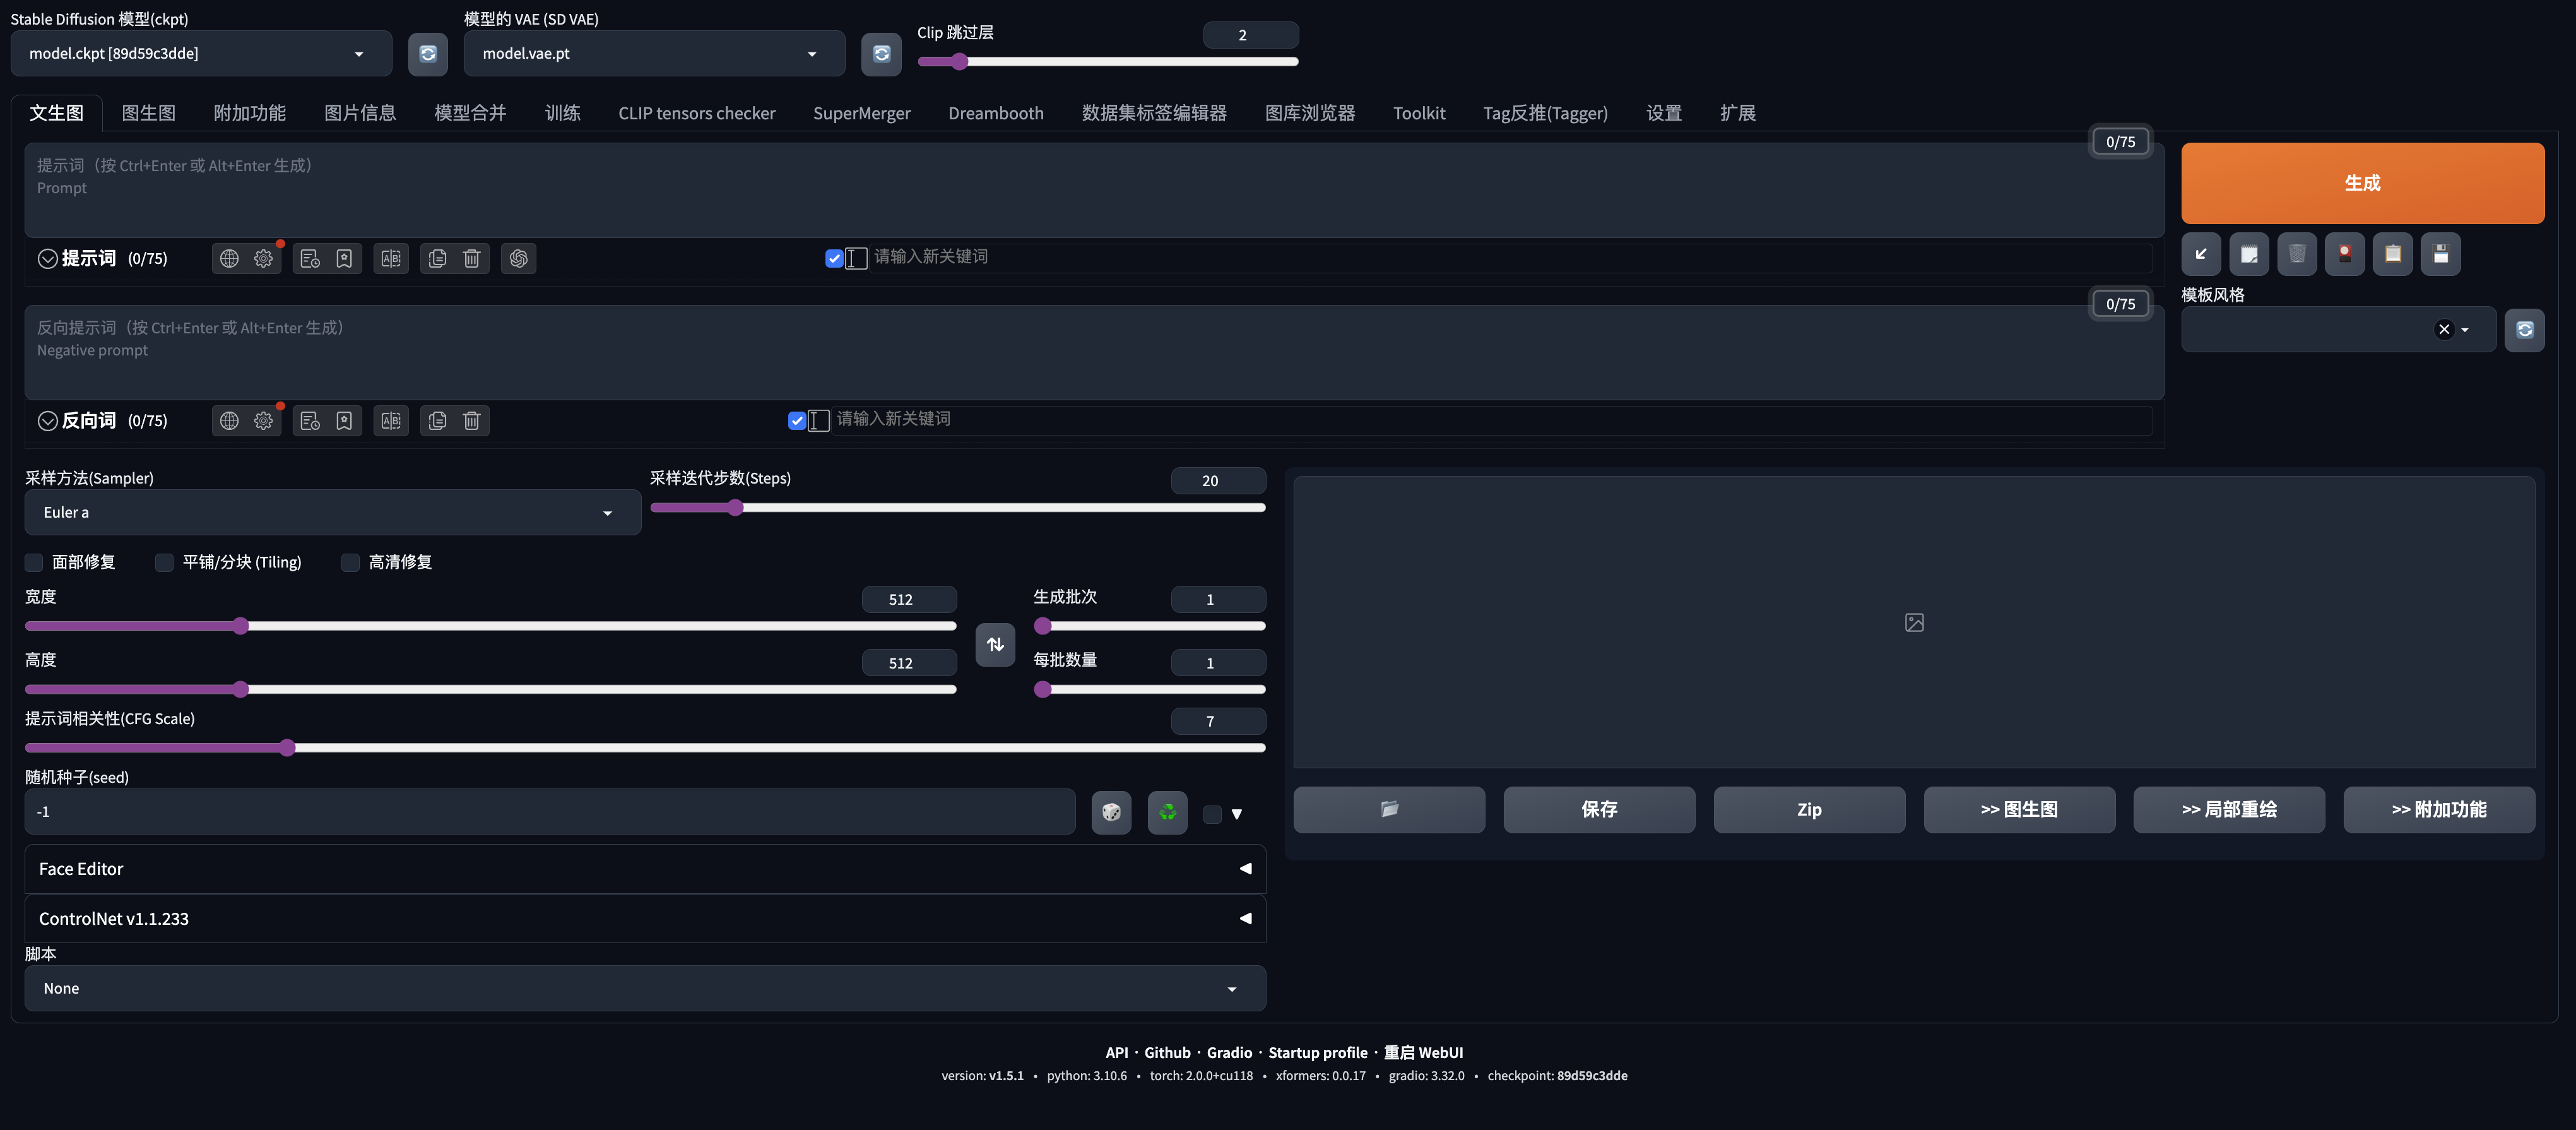 Stable Diffusion 模型(ckpt)
模型的 VAE (SD VAE)
Clip 跳过层
2
model.ckpt [89d59c3dde]
model.vae.pt
文生图
图生图
附加功能
图片信息
模型合并
训练
CLIP tensors checker
SuperMerger
Dreambooth
数据集标签编辑器
图库浏览器
Toolkit
Tag反推(Tagger)
设置
扩展
0/75
提示词（按 Ctrl+Enter 或 Alt+Enter 生成）
Prompt
生成
提示词 (0/75)
请输入新关键词
模板风格
0/75
反向提示词（按 Ctrl+Enter 或 Alt+Enter 生成）
Negative prompt
反向词 (0/75)
请输入新关键词
采样方法(Sampler)
Euler a
采样迭代步数(Steps)
20
面部修复
平铺/分块 (Tiling)
高清修复
宽度
512
生成批次
1
高度
512
每批数量
1
提示词相关性(CFG Scale)
7
随机种子(seed)
-1
保存
Zip
>> 图生图
>> 局部重绘
>> 附加功能
Face Editor
ControlNet v1.1.233
脚本
None
API · Github · Gradio · Startup profile · 重启 WebUI
version: v1.5.1 • python: 3.10.6 • torch: 2.0.0+cu118 • xformers: 0.0.17 • gradio: 3.32.0 • checkpoint: 89d59c3dde